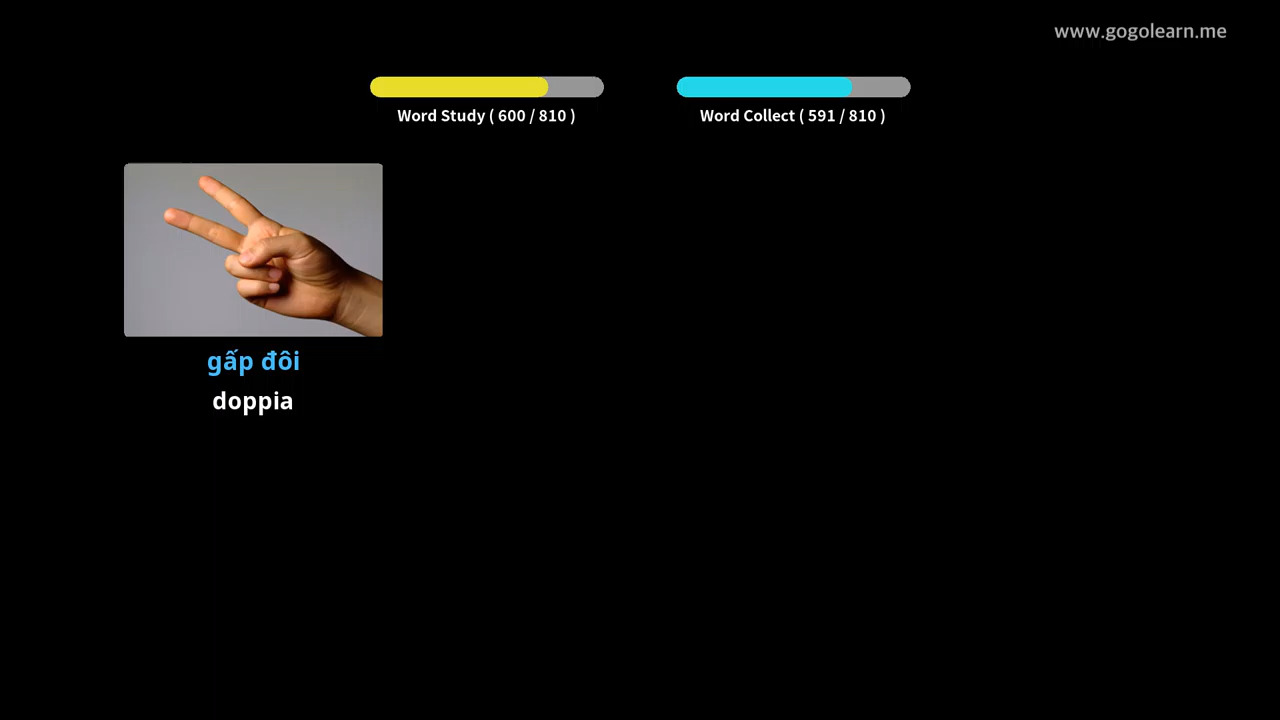 www.gogolearn.me
Word Study ( 600 / 810 )
Word Collect ( 591 / 810 )
gấp đôi
doppia